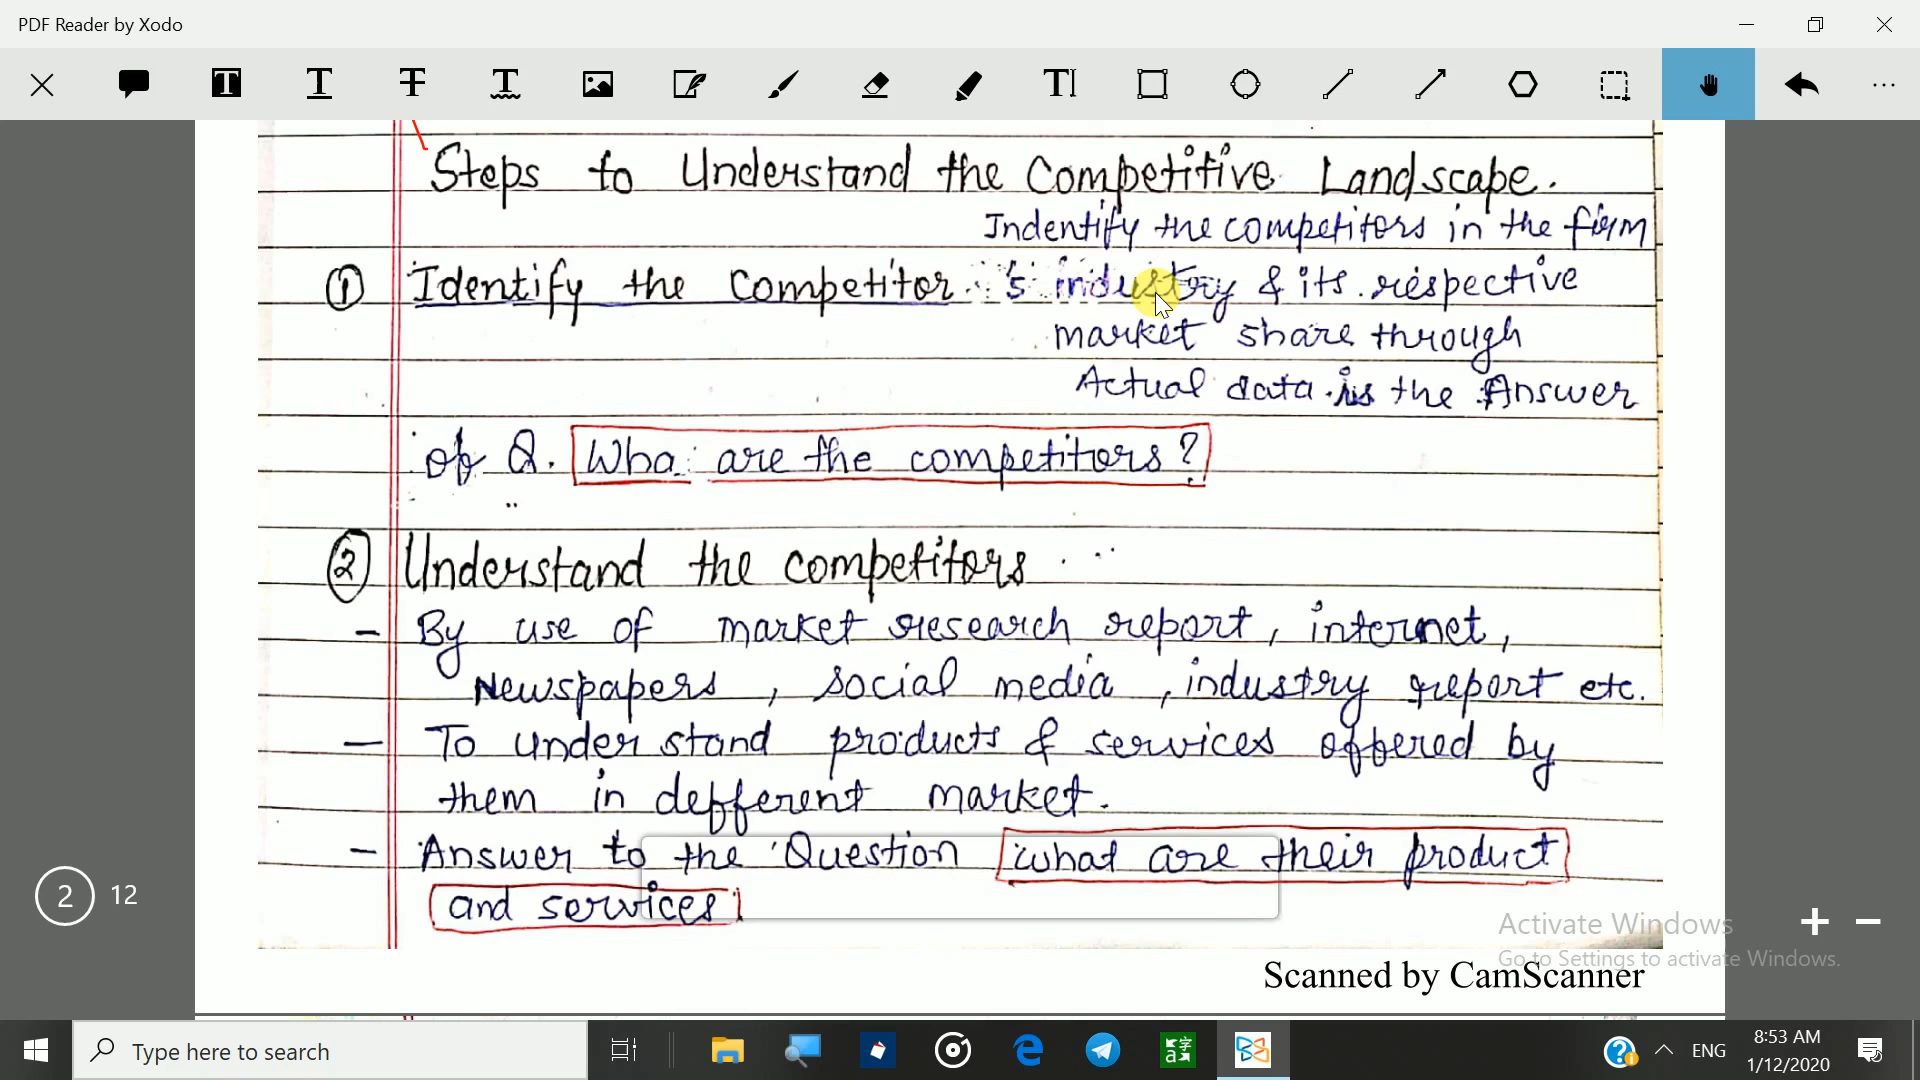 PDF Reader by Xodo
Steps to Understand the Competitive Landscape.
Indentify the competitors in the firm
① Identify the Competitor 's industry & its respective
market share through
Actual data is the Answer
of Q. Who are the competitors?
② Understand the competitors
- By use of market research report, internet,
Newspapers, social media, industry report etc.
- To understand products & services offered by
them in defferent market.
- Answer to the Question what are their product
and services
2 12
Activate Windows
Go to Settings to activate Windows.
Scanned by CamScanner
Type here to search
ENG
8:53 AM
1/12/2020